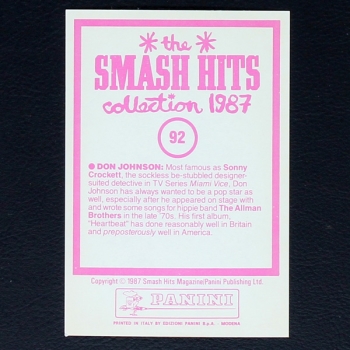 the
SMASH HITS
collection 1987
92
● DON JOHNSON: Most famous as Sonny
Crockett, the sockless be-stubbled designer-
suited detective in TV Series Miami Vice, Don
Johnson has always wanted to be a pop star as
well, especially after he appeared on stage with
and wrote some songs for hippie band The Allman
Brothers in the late '70s. His first album,
"Heartbeat" has done reasonably well in Britain
and preposterously well in America.
Copyright © 1987 Smash Hits Magazine/Panini Publishing Ltd.
PANINI
PRINTED IN ITALY BY EDIZIONI PANINI S.p.A. - MODENA